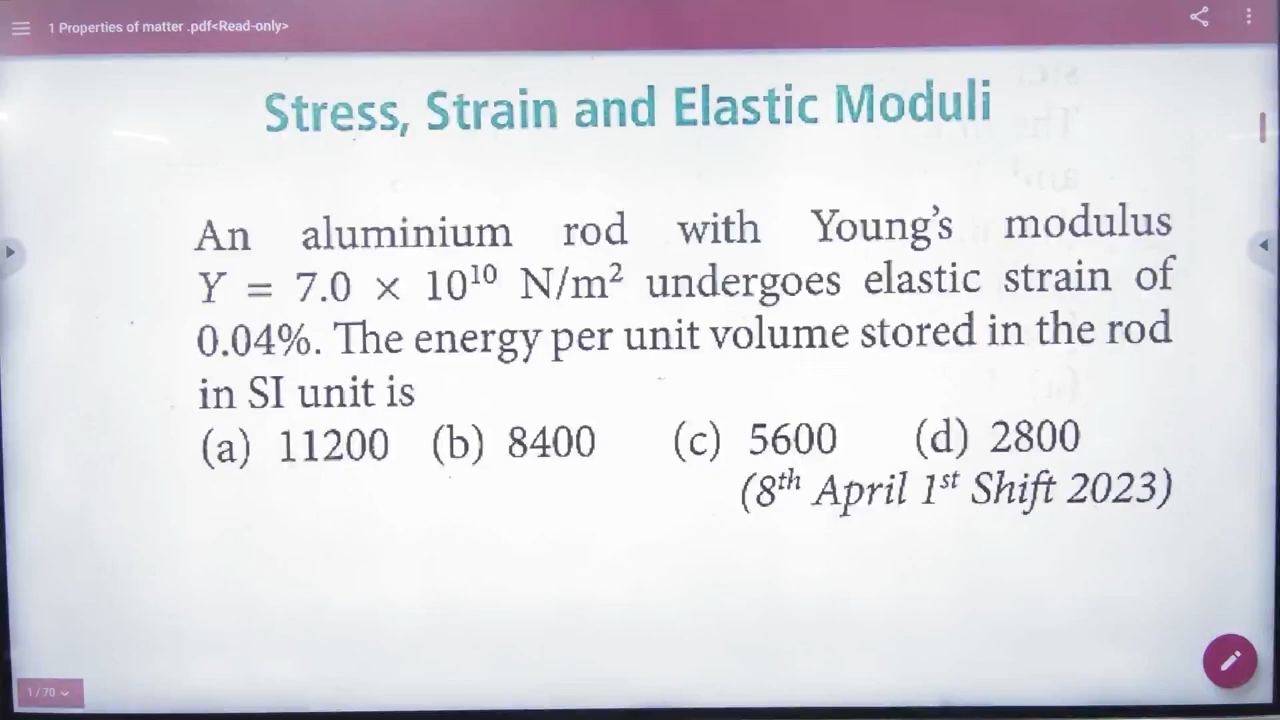 1 Properties of matter .pdf<Read-only>
Stress, Strain and Elastic Moduli
An aluminium rod with Young's modulus
Y = 7.0 × 10¹⁰ N/m² undergoes elastic strain of
0.04%. The energy per unit volume stored in the rod
in SI unit is
(a) 11200 (b) 8400 (c) 5600 (d) 2800
(8ᵗʰ April 1ˢᵗ Shift 2023)
1 / 70